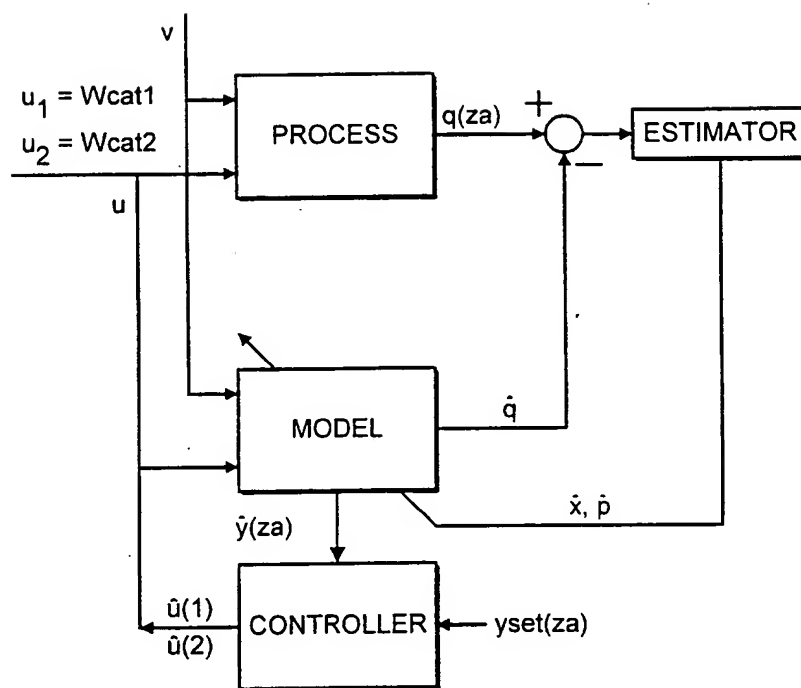 v
u1 = Wcat1
u2 = Wcat2
u
PROCESS
q(za)
+
−
ESTIMATOR
MODEL
q̂
x̂, p̂
ŷ(za)
û(1)
û(2)
CONTROLLER
yset(za)